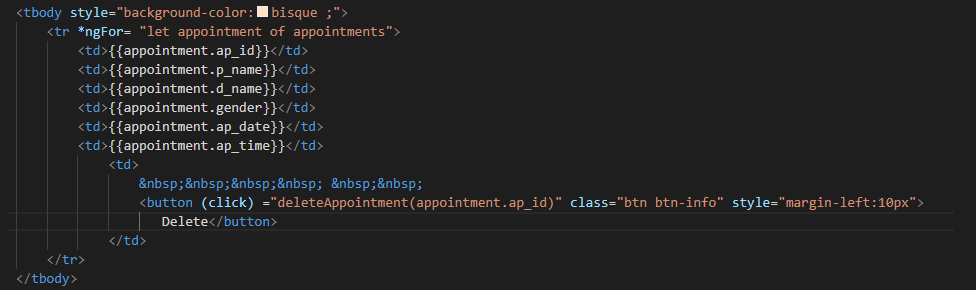 <tbody style="background-color: bisque ;">
<tr *ngFor= "let appointment of appointments">
<td>{{appointment.ap_id}}</td>
<td>{{appointment.p_name}}</td>
<td>{{appointment.d_name}}</td>
<td>{{appointment.gender}}</td>
<td>{{appointment.ap_date}}</td>
<td>{{appointment.ap_time}}</td>
<td>
&nbsp;&nbsp;&nbsp;&nbsp; &nbsp;&nbsp;
<button (click) ="deleteAppointment(appointment.ap_id)" class="btn btn-info" style="margin-left:10px">
Delete</button>
</td>
</tr>
</tbody>